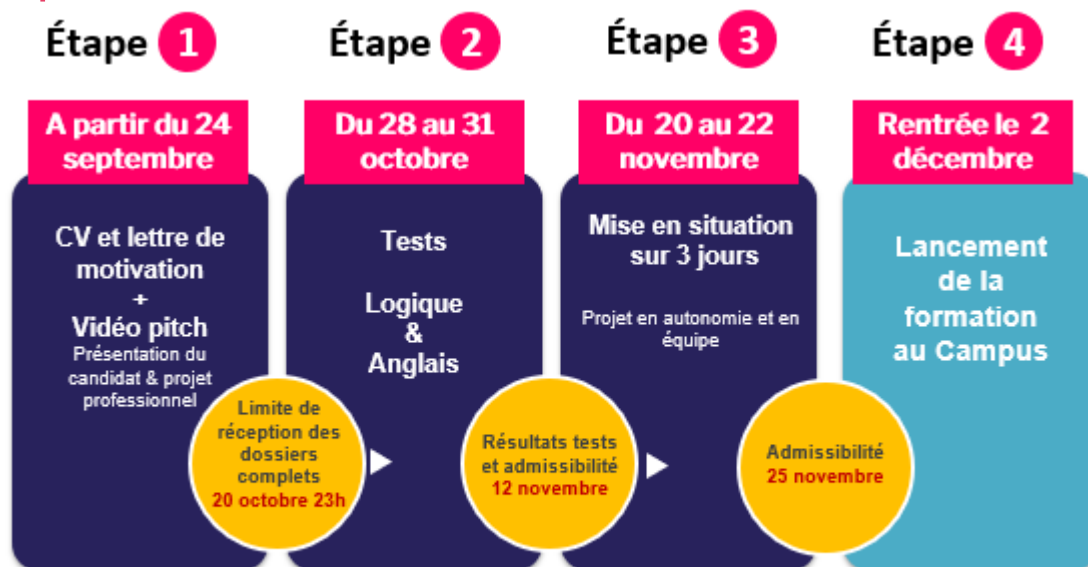 Étape 1
A partir du 24
septembre
CV et lettre de
motivation
+
Vidéo pitch
Présentation du
candidat & projet
professionnel
Limite de
réception des
dossiers
complets
20 octobre 23h
Étape 2
Du 28 au 31
octobre
Tests
Logique
&
Anglais
Résultats tests
et admissibilité
12 novembre
Étape 3
Du 20 au 22
novembre
Mise en situation
sur 3 jours
Projet en autonomie et en
équipe
Admissibilité
25 novembre
Étape 4
Rentrée le 2
décembre
Lancement
de la
formation
au Campus